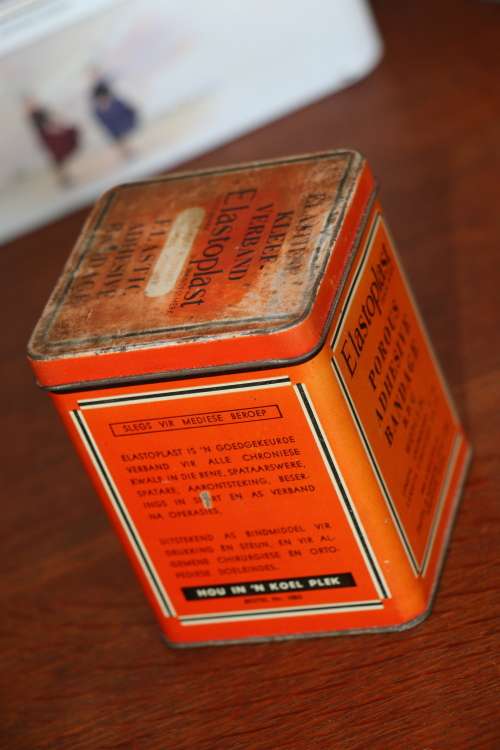 Elastoplast
KLEEF-
VERBAND
Elastoplast
ELASTIC
ADHESIVE
BANDAGE
SLEGS VIR MEDIESE BEROEP
ELASTOPLAST IS 'N GOEDGEKEURDE
VERBAND VIR ALLE CHRONIESE
KWALE IN DIE BENE, SPATAARSWERE,
SPATARE, AARONTSTEKING, BESER-
INGS IN SPORT EN AS VERBAND
NA OPERASIES.
UITSTEKEND AS BINDMIDDEL VIR
DRUKKING EN STEUN, EN VIR AL-
GEMENE CHIRURGIESE EN ORTO-
PEDIESE DOELEINDES.
HOU IN 'N KOEL PLEK
Elastoplast
POROUS
ADHESIVE
BANDAGE